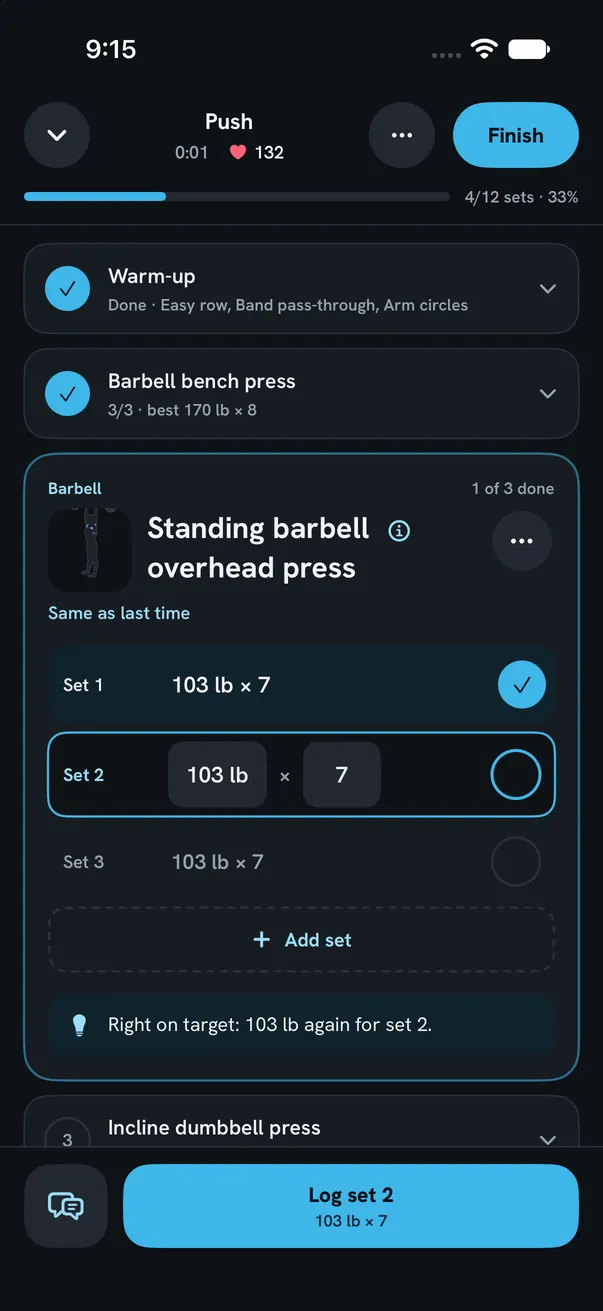 9:15
Push
0:01 132
Finish
4/12 sets · 33%
Warm-up
Done · Easy row, Band pass-through, Arm circles
Barbell bench press
3/3 · best 170 lb × 8
Barbell
1 of 3 done
Standing barbell
overhead press
Same as last time
Set 1 103 lb × 7
Set 2 103 lb × 7
Set 3 103 lb × 7
+ Add set
Right on target: 103 lb again for set 2.
3 Incline dumbbell press
Log set 2
103 lb × 7